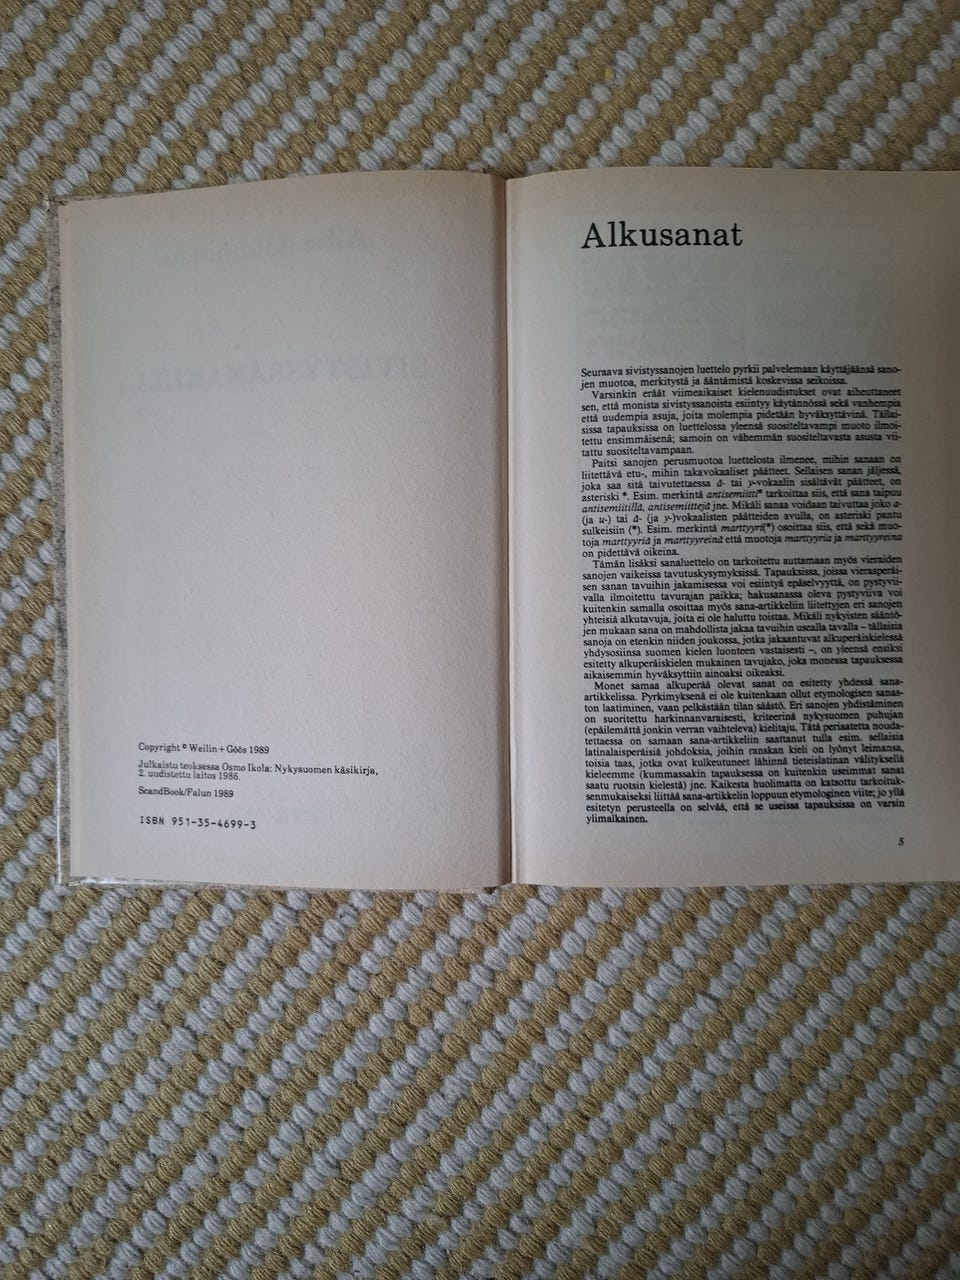 Copyright © Weilin+Göös 1989
Julkaistu teoksessa Osmo Ikola: Nykysuomen käsikirja,
2. uudistettu laitos 1986.
ScandBook/Falun 1989
ISBN 951-35-4699-3
Alkusanat
Seuraava sivistyssanojen luettelo pyrkii palvelemaan käyttäjäänsä sano-
jen muotoa, merkitystä ja ääntämistä koskevissa seikoissa.
Varsinkin eräät viimeaikaiset kielenuudistukset ovat aiheuttaneet
sen, että monista sivistyssanoista esiintyy käytännössä sekä vanhempia
että uudempia asuja, joita molempia pidetään hyväksyttävinä. Tällai-
sissa tapauksissa on luettelossa yleensä suositeltavampi muoto ilmoi-
tettu ensimmäisenä; samoin on vähemmän suositeltavasta asusta vii-
tattu suositeltavampaan.
Paitsi sanojen perusmuotoa luettelosta ilmenee, mihin sanaan on
liitettävä etu-, mihin takavokaaliset päätteet. Sellaisen sanan jäljessä,
joka saa sitä taivutettaessa ä- tai y-vokaalin sisältävät päätteet, on
asteriski *. Esim. merkintä antisemiitti* tarkoittaa siis, että sana taipuu
antisemiitillä, antisemiittejä jne. Mikäli sanaa voidaan taivuttaa joko a-
(ja u-) tai ä- (ja y-)vokaalisten päätteiden avulla, on asteriski pantu
sulkeisiin (*). Esim. merkintä marttyyri(*) osoittaa siis, että sekä muo-
toja marttyyriä ja marttyyreinä että muotoja marttyyria ja marttyyreina
on pidettävä oikeina.
Tämän lisäksi sanaluettelo on tarkoitettu auttamaan myös vieraiden
sanojen vaikeissa tavutuskysymyksissä. Tapauksissa, joissa vierasperäi-
sen sanan tavuihin jakamisessa voi esiintyä epäselvyyttä, on pystyvii-
valla ilmoitettu tavurajan paikka; hakusanassa oleva pystyviiva voi
kuitenkin samalla osoittaa myös sana-artikkeliin liitettyjen eri sanojen
yhteisiä alkutavuja, joita ei ole haluttu toistaa. Mikäli nykyisten sääntö-
jen mukaan sana on mahdollista jakaa tavuihin usealla tavalla – tällaisia
sanoja on etenkin niiden joukossa, jotka jakaantuvat alkuperäiskielessä
yhdysosiinsa suomen kielen luonteen vastaisesti –, on yleensä ensiksi
esitetty alkuperäiskielen mukainen tavujako, joka monessa tapauksessa
aikaisemmin hyväksyttiin ainoaksi oikeaksi.
Monet samaa alkuperää olevat sanat on esitetty yhdessä sana-
artikkelissa. Pyrkimyksenä ei ole kuitenkaan ollut etymologisen sanas-
ton laatiminen, vaan pelkästään tilan säästö. Eri sanojen yhdistäminen
on suoritettu harkinnanvaraisesti, kriteerinä nykysuomen puhujan
(epäilemättä jonkin verran vaihteleva) kielitaju. Tätä periaatetta nouda-
tettaessa on samaan sana-artikkeliin saattanut tulla esim. sellaisia
latinalaisperäisiä johdoksia, joihin ranskan kieli on lyönyt leimansa,
toisia taas, jotka ovat kulkeutuneet lähinnä tieteislatinan välityksellä
kieleemme (kummassakin tapauksessa on kuitenkin useimmat sanat
saatu ruotsin kielestä) jne. Kaikesta huolimatta on katsottu tarkoituk-
senmukaiseksi liittää sana-artikkelin loppuun etymologinen viite; jo yllä
esitetyn perusteella on selvää, että se useissa tapauksissa on varsin
ylimalkainen.
5